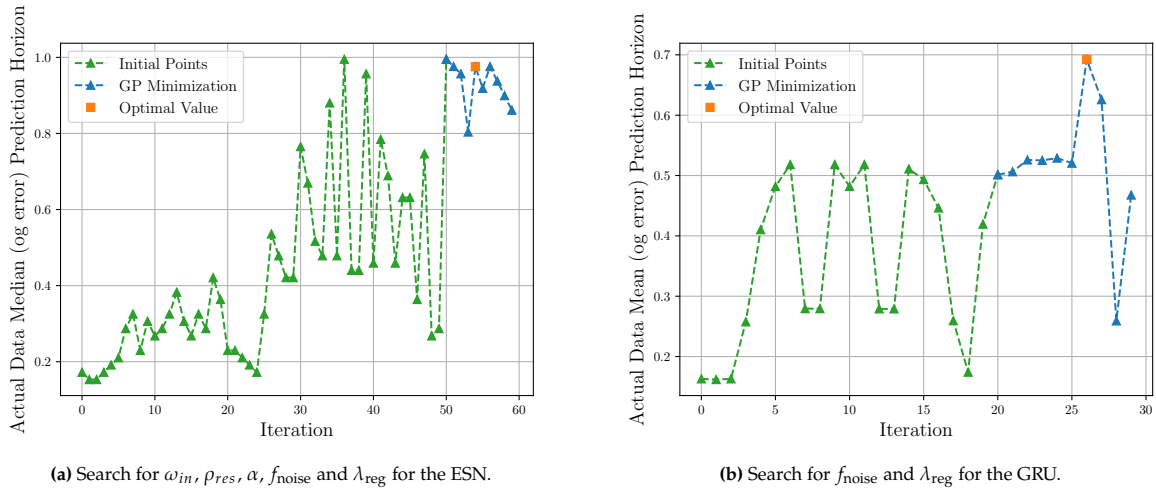 Actual Data Median (og error) Prediction Horizon
1.0
0.8
0.6
0.4
0.2
Initial Points
GP Minimization
Optimal Value
0
10
20
30
40
50
60
Iteration
(a) Search for ω_in, ρ_res, α, f_noise and λ_reg for the ESN.
Actual Data Mean (og error) Prediction Horizon
0.7
0.6
0.5
0.4
0.3
0.2
Initial Points
GP Minimization
Optimal Value
0
5
10
15
20
25
30
Iteration
(b) Search for f_noise and λ_reg for the GRU.